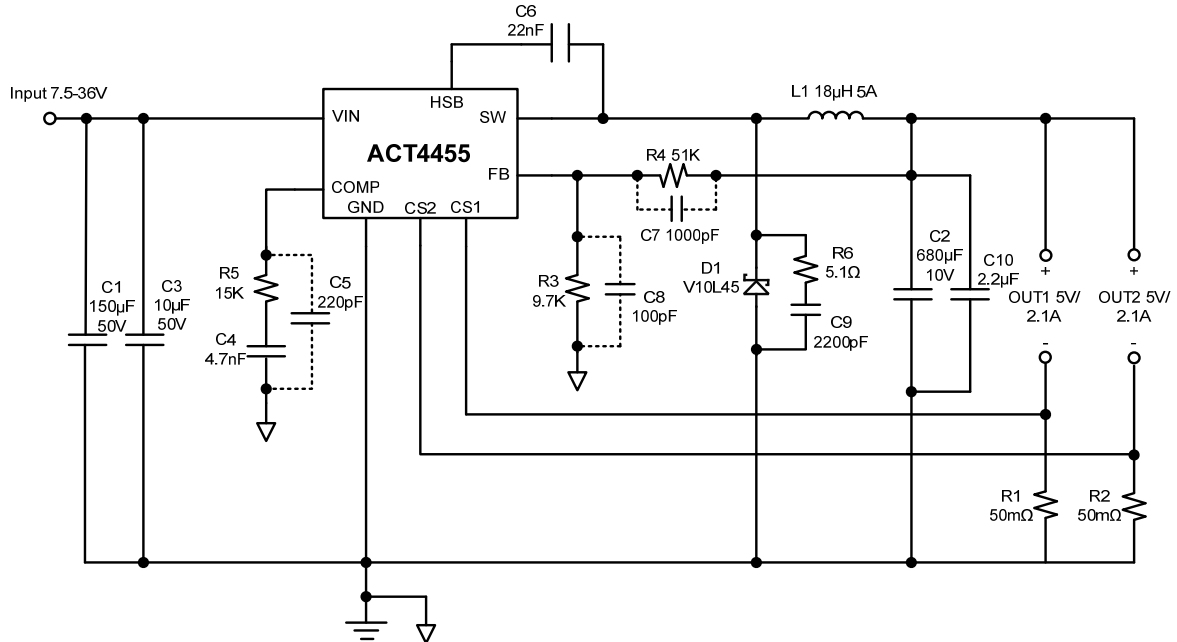 C6
22nF
Input 7.5-36V
HSB
L1 18μH 5A
VIN
SW
ACT4455
R4 51K
FB
COMP
GND
CS2
CS1
C7 1000pF
C2
680μF
10V
C10
2.2μF
R6
5.1Ω
D1
V10L45
R5
15K
C5
220pF
R3
9.7K
C8
100pF
C1
150μF
50V
C3
10μF
50V
+
+
OUT1 5V/
2.1A
OUT2 5V/
2.1A
C9
2200pF
C4
4.7nF
-
-
R1
50mΩ
R2
50mΩ